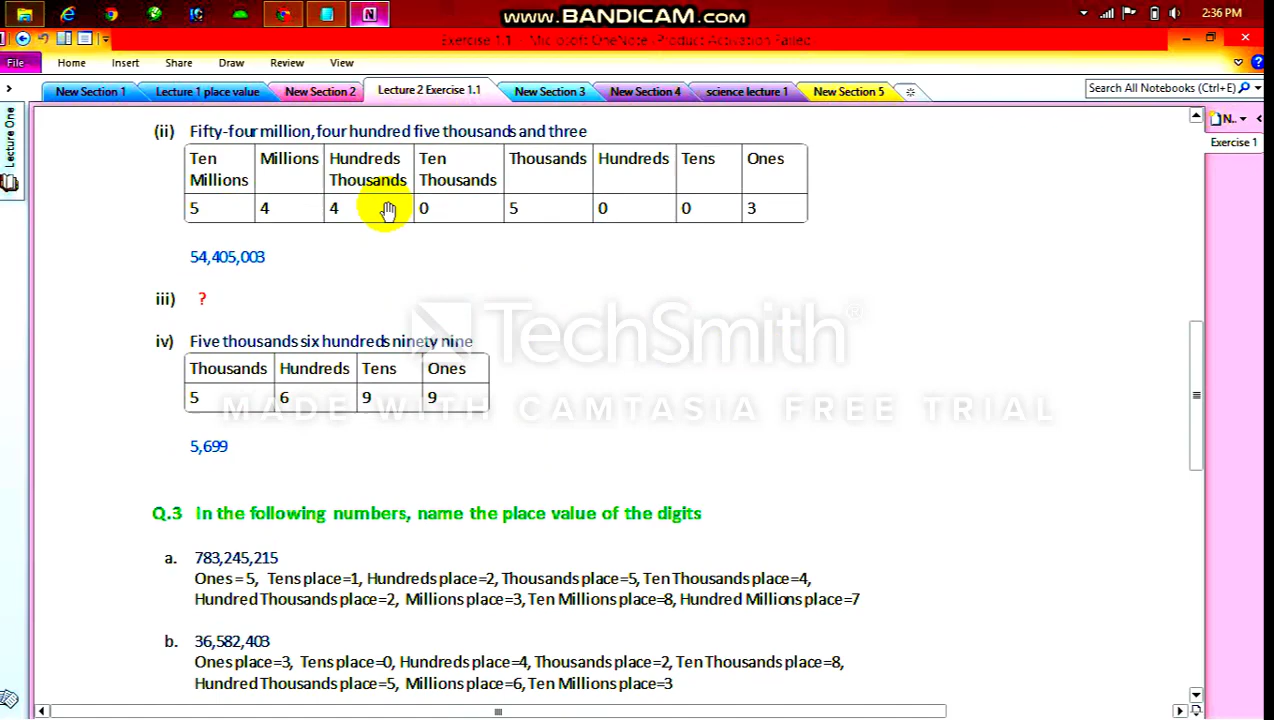 www.BANDICAM.com
2:36 PM
Exercise 1.1 - Microsoft OneNote (Product Activation Failed)
File Home Insert Share Draw Review View
New Section 1 Lecture 1 place value New Section 2 Lecture 2 Exercise 1.1 New Section 3 New Section 4 science lecture 1 New Section 5
Search All Notebooks (Ctrl+E)
Lecture One
N..
Exercise 1
(ii) Fifty-four million, four hundred five thousands and three
Ten Millions Millions Hundreds Thousands Ten Thousands Thousands Hundreds Tens Ones
5 4 4 0 5 0 0 3
54,405,003
iii) ?
TechSmith®
iv) Five thousands six hundreds ninety nine
Thousands Hundreds Tens Ones
5 6 9 9
MADE WITH CAMTASIA FREE TRIAL
5,699
Q.3 In the following numbers, name the place value of the digits
a. 783,245,215
Ones = 5, Tens place=1, Hundreds place=2, Thousands place=5, Ten Thousands place=4,
Hundred Thousands place=2, Millions place=3, Ten Millions place=8, Hundred Millions place=7
b. 36,582,403
Ones place=3, Tens place=0, Hundreds place=4, Thousands place=2, Ten Thousands place=8,
Hundred Thousands place=5, Millions place=6, Ten Millions place=3